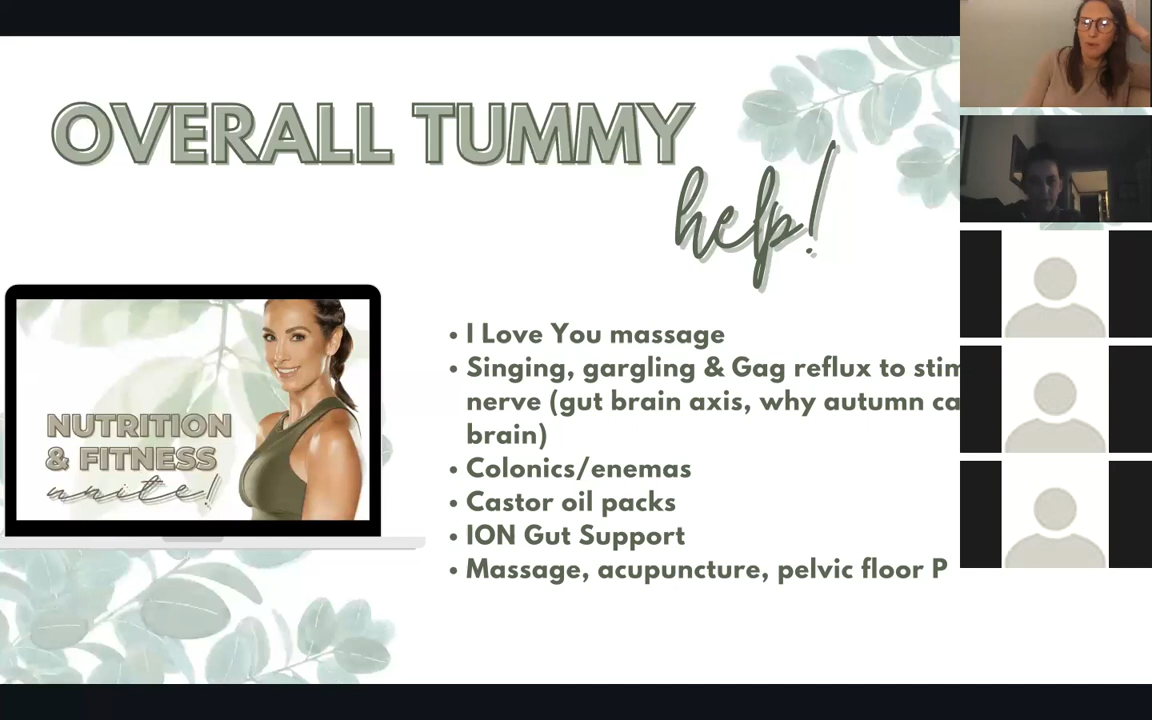 OVERALL TUMMY
help!
NUTRITION
& FITNESS
unite!
• I Love You massage
• Singing, gargling & Gag reflux to stim
nerve (gut brain axis, why autumn ca
brain)
• Colonics/enemas
• Castor oil packs
• ION Gut Support
• Massage, acupuncture, pelvic floor P